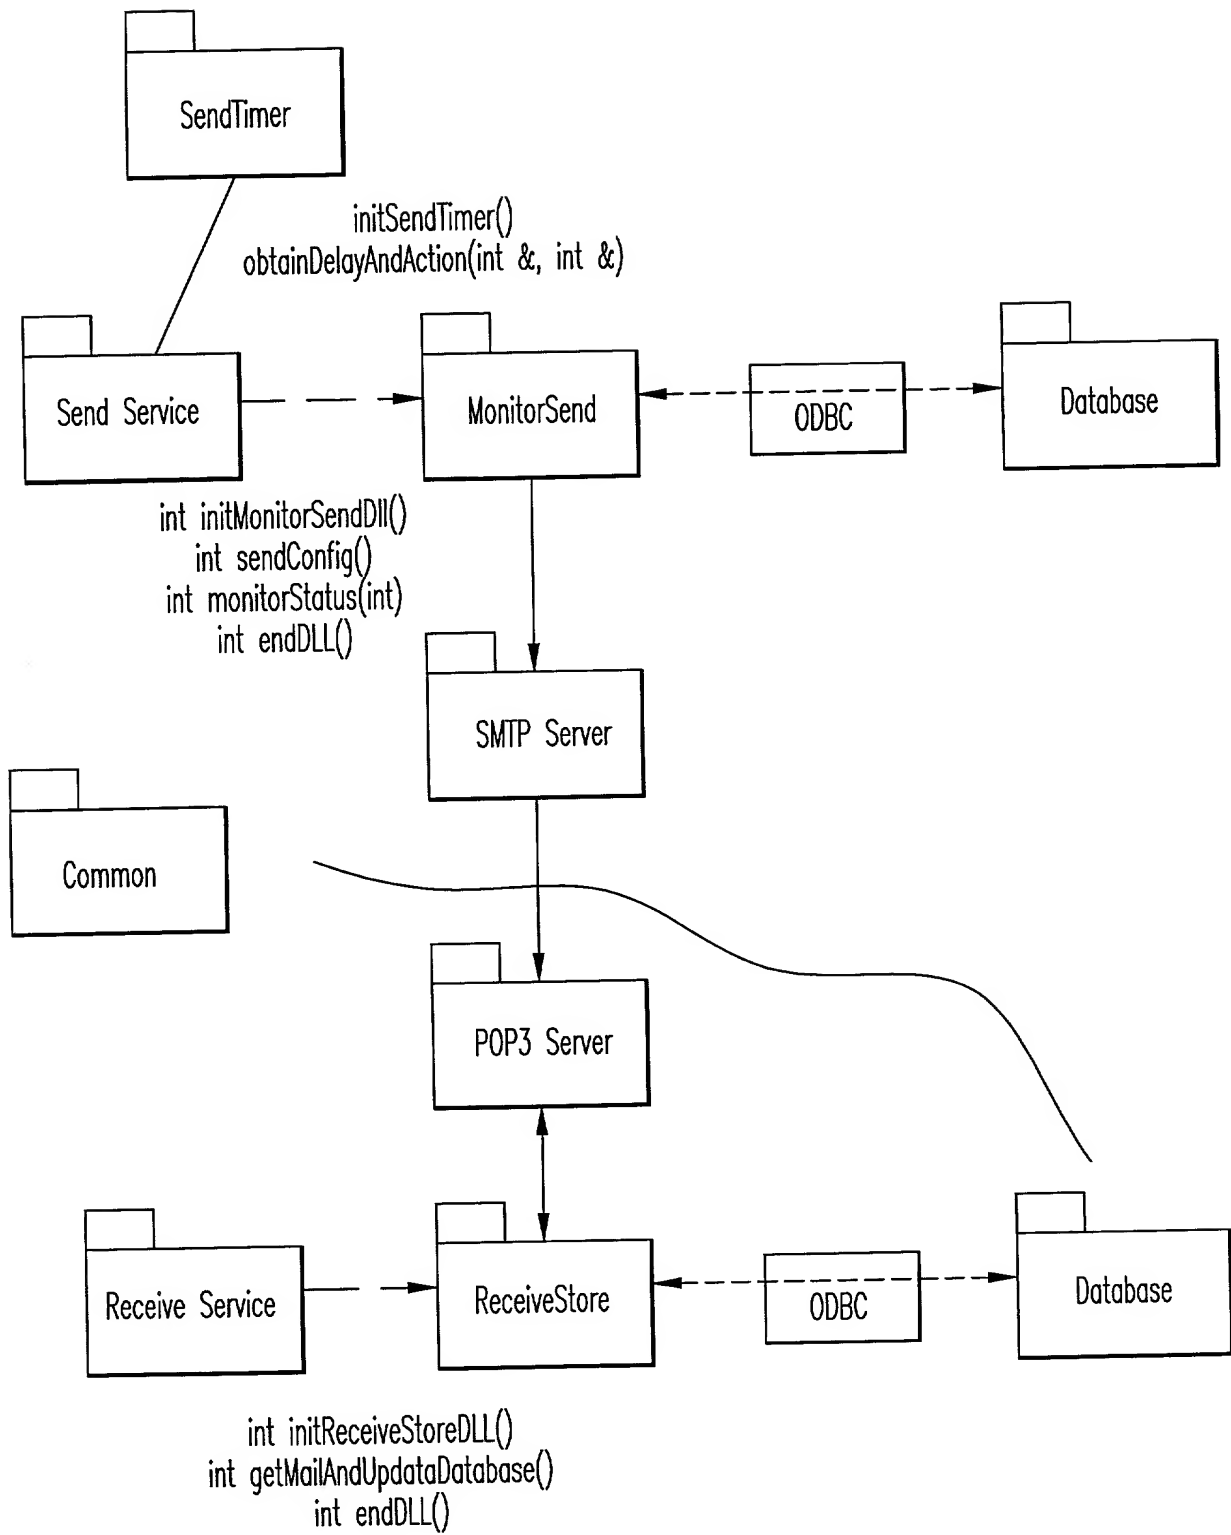 SendTimer
initSendTimer()
obtainDelayAndAction(int &, int &)
Send Service
MonitorSend
ODBC
Database
int initMonitorSendDll()
int sendConfig()
int monitorStatus(int)
int endDLL()
SMTP Server
Common
POP3 Server
Receive Service
ReceiveStore
ODBC
Database
int initReceiveStoreDLL()
int getMailAndUpdataDatabase()
int endDLL()